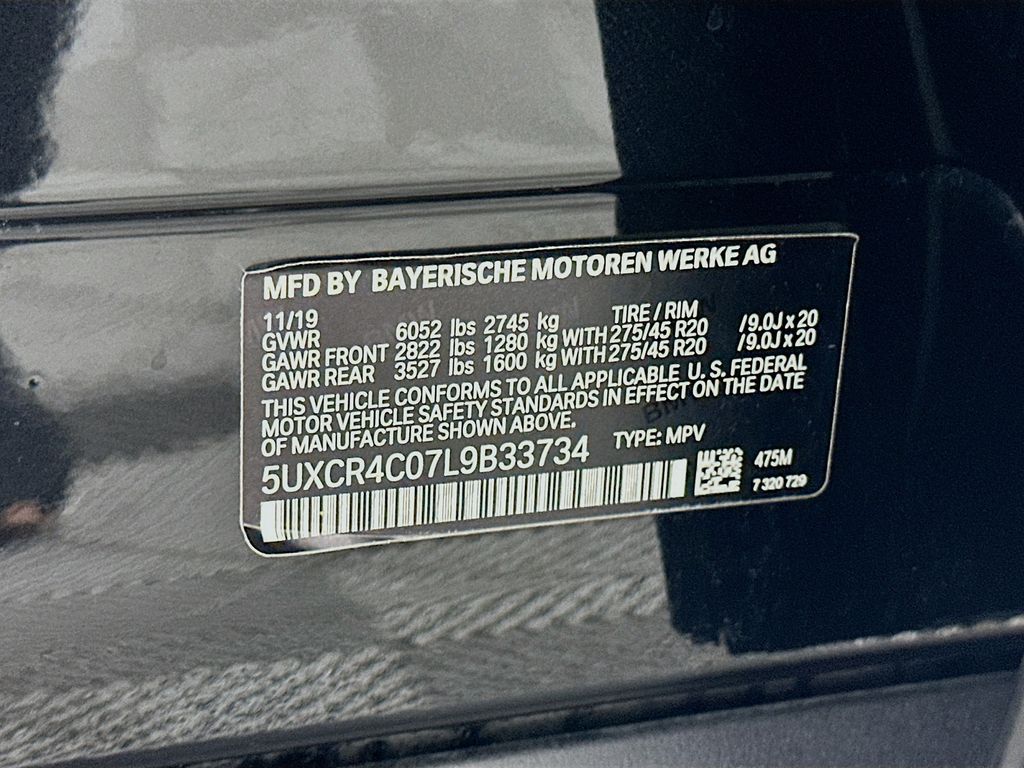 MFD BY BAYERISCHE MOTOREN WERKE AG
11/19 TIRE / RIM
GVWR 6052 lbs 2745 kg
GAWR FRONT 2822 lbs 1280 kg WITH 275/45 R20 /9.0J x 20
GAWR REAR 3527 lbs 1600 kg WITH 275/45 R20 /9.0J x 20
THIS VEHICLE CONFORMS TO ALL APPLICABLE U. S. FEDERAL
MOTOR VEHICLE SAFETY STANDARDS IN EFFECT ON THE DATE
OF MANUFACTURE SHOWN ABOVE.
5UXCR4C07L9B33734 TYPE: MPV
475M
7 320 729